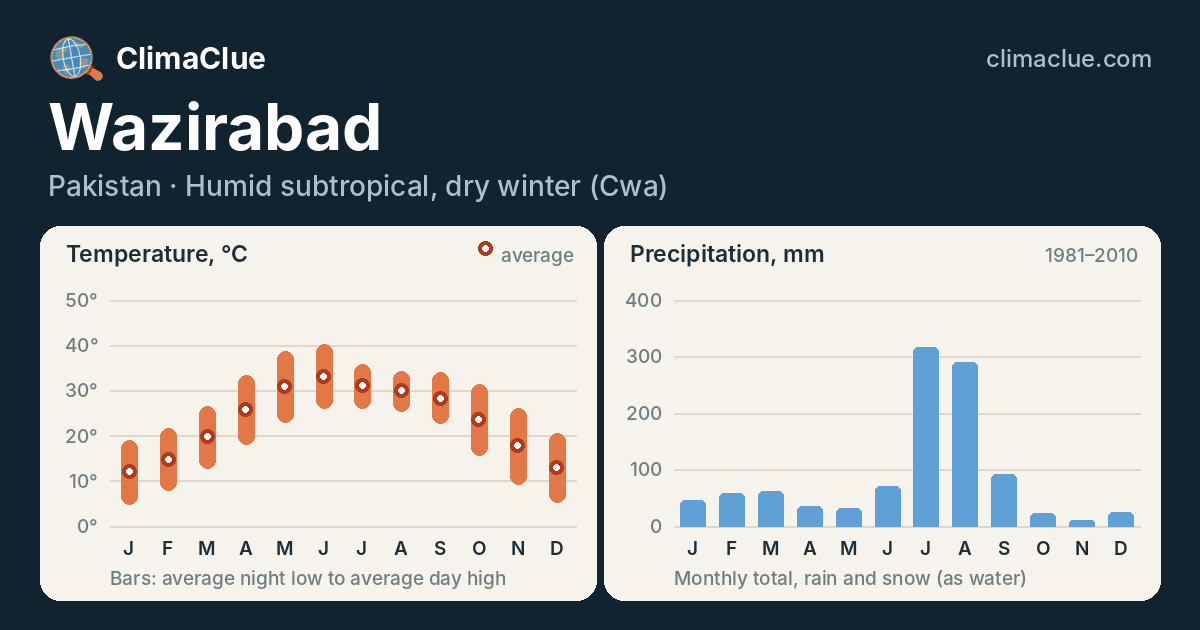 ClimaClue
climaclue.com
Wazirabad
Pakistan · Humid subtropical, dry winter (Cwa)
Temperature, °C
average
50°
40°
30°
20°
10°
0°
J F M A M J J A S O N D
Bars: average night low to average day high
Precipitation, mm
1981–2010
400
300
200
100
0
J F M A M J J A S O N D
Monthly total, rain and snow (as water)